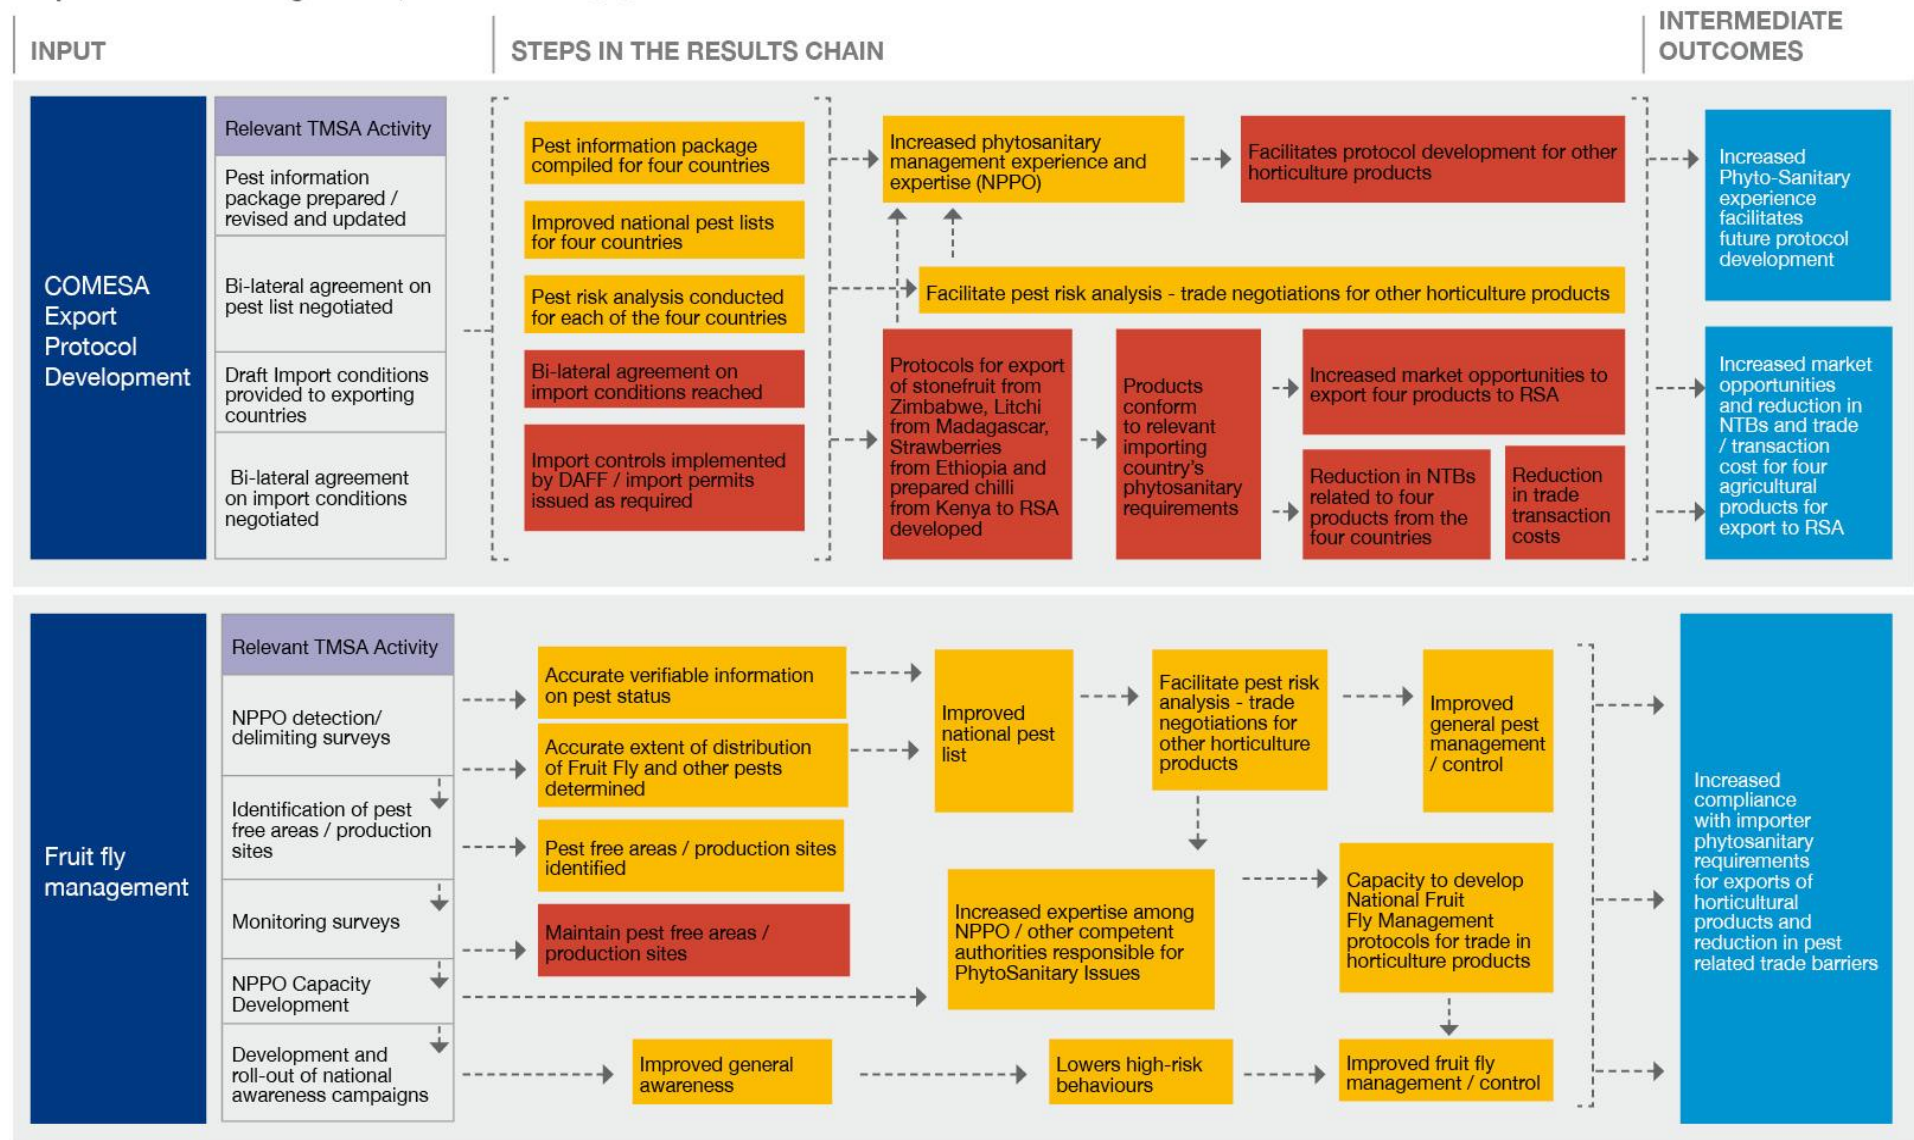 INPUT
STEPS IN THE RESULTS CHAIN
INTERMEDIATE
OUTCOMES
COMESA
Export
Protocol
Development
Relevant TMSA Activity
Pest information
package prepared /
revised and updated
Bi-lateral agreement on
pest list negotiated
Draft Import conditions
provided to exporting
countries
Bi-lateral agreement
on import conditions
negotiated
Pest information package
compiled for four countries
Improved national pest lists
for four countries
Pest risk analysis conducted
for each of the four countries
Bi-lateral agreement on
import conditions reached
Import controls implemented
by DAFF / import permits
issued as required
Increased phytosanitary
management experience and
expertise (NPPO)
Facilitates protocol development for other
horticulture products
Facilitate pest risk analysis - trade negotiations for other horticulture products
Protocols for export
of stonefruit from
Zimbabwe, Litchi
from Madagascar,
Strawberries
from Ethiopia and
prepared chilli
from Kenya to RSA
developed
Products
conform
to relevant
importing
country's
phytosanitary
requirements
Increased market opportunities to
export four products to RSA
Reduction in NTBs
related to four
products from the
four countries
Reduction
in trade
transaction
costs
Increased
Phyto-Sanitary
experience
facilitates
future protocol
development
Increased market
opportunities
and reduction in
NTBs and trade
/ transaction
cost for four
agricultural
products for
export to RSA
Fruit fly
management
Relevant TMSA Activity
NPPO detection/
delimiting surveys
Identification of pest
free areas / production
sites
Monitoring surveys
NPPO Capacity
Development
Development and
roll-out of national
awareness campaigns
Accurate verifiable information
on pest status
Accurate extent of distribution
of Fruit Fly and other pests
determined
Pest free areas / production sites
identified
Maintain pest free areas /
production sites
Improved general
awareness
Improved
national pest
list
Facilitate pest risk
analysis - trade
negotiations for
other horticulture
products
Improved
general pest
management
/ control
Increased expertise among
NPPO / other competent
authorities responsible for
PhytoSanitary Issues
Capacity to develop
National Fruit
Fly Management
protocols for trade in
horticulture products
Lowers high-risk
behaviours
Improved fruit fly
management / control
Increased
compliance
with importer
phytosanitary
requirements
for exports of
horticultural
products and
reduction in pest
related trade barriers